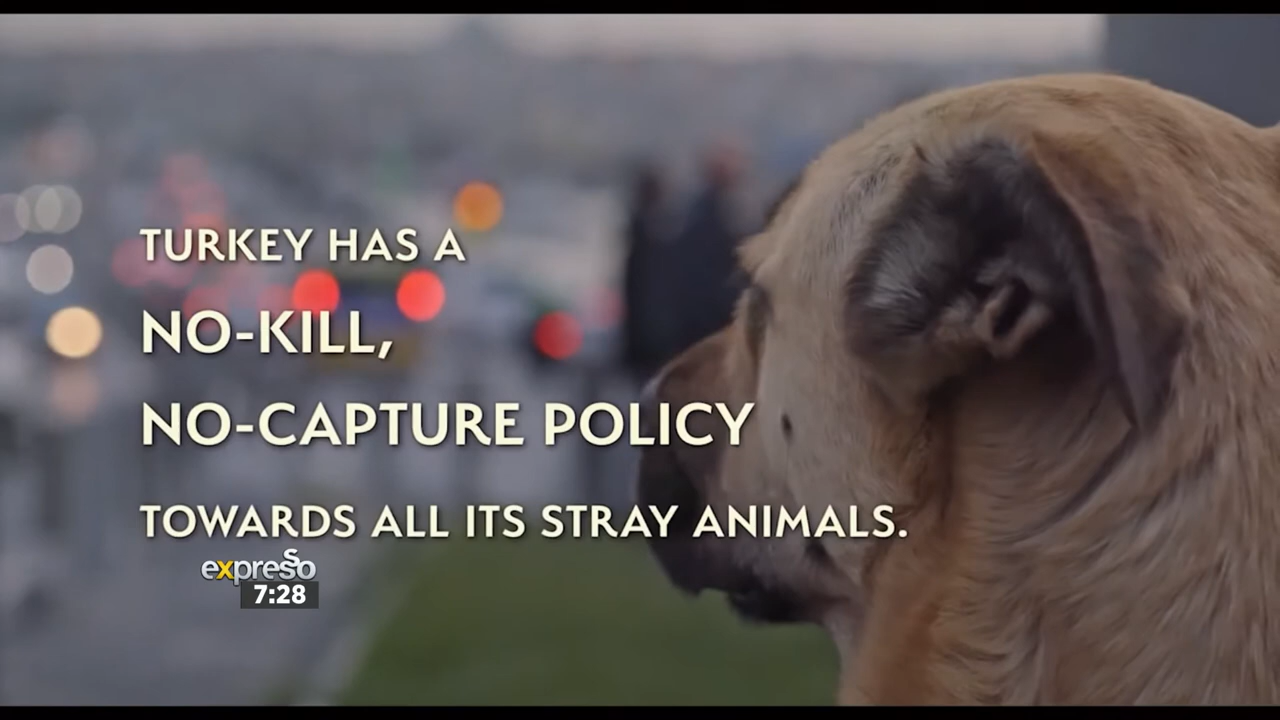 TURKEY HAS A
NO-KILL,
NO-CAPTURE POLICY
TOWARDS ALL ITS STRAY ANIMALS.
expresso
7:28